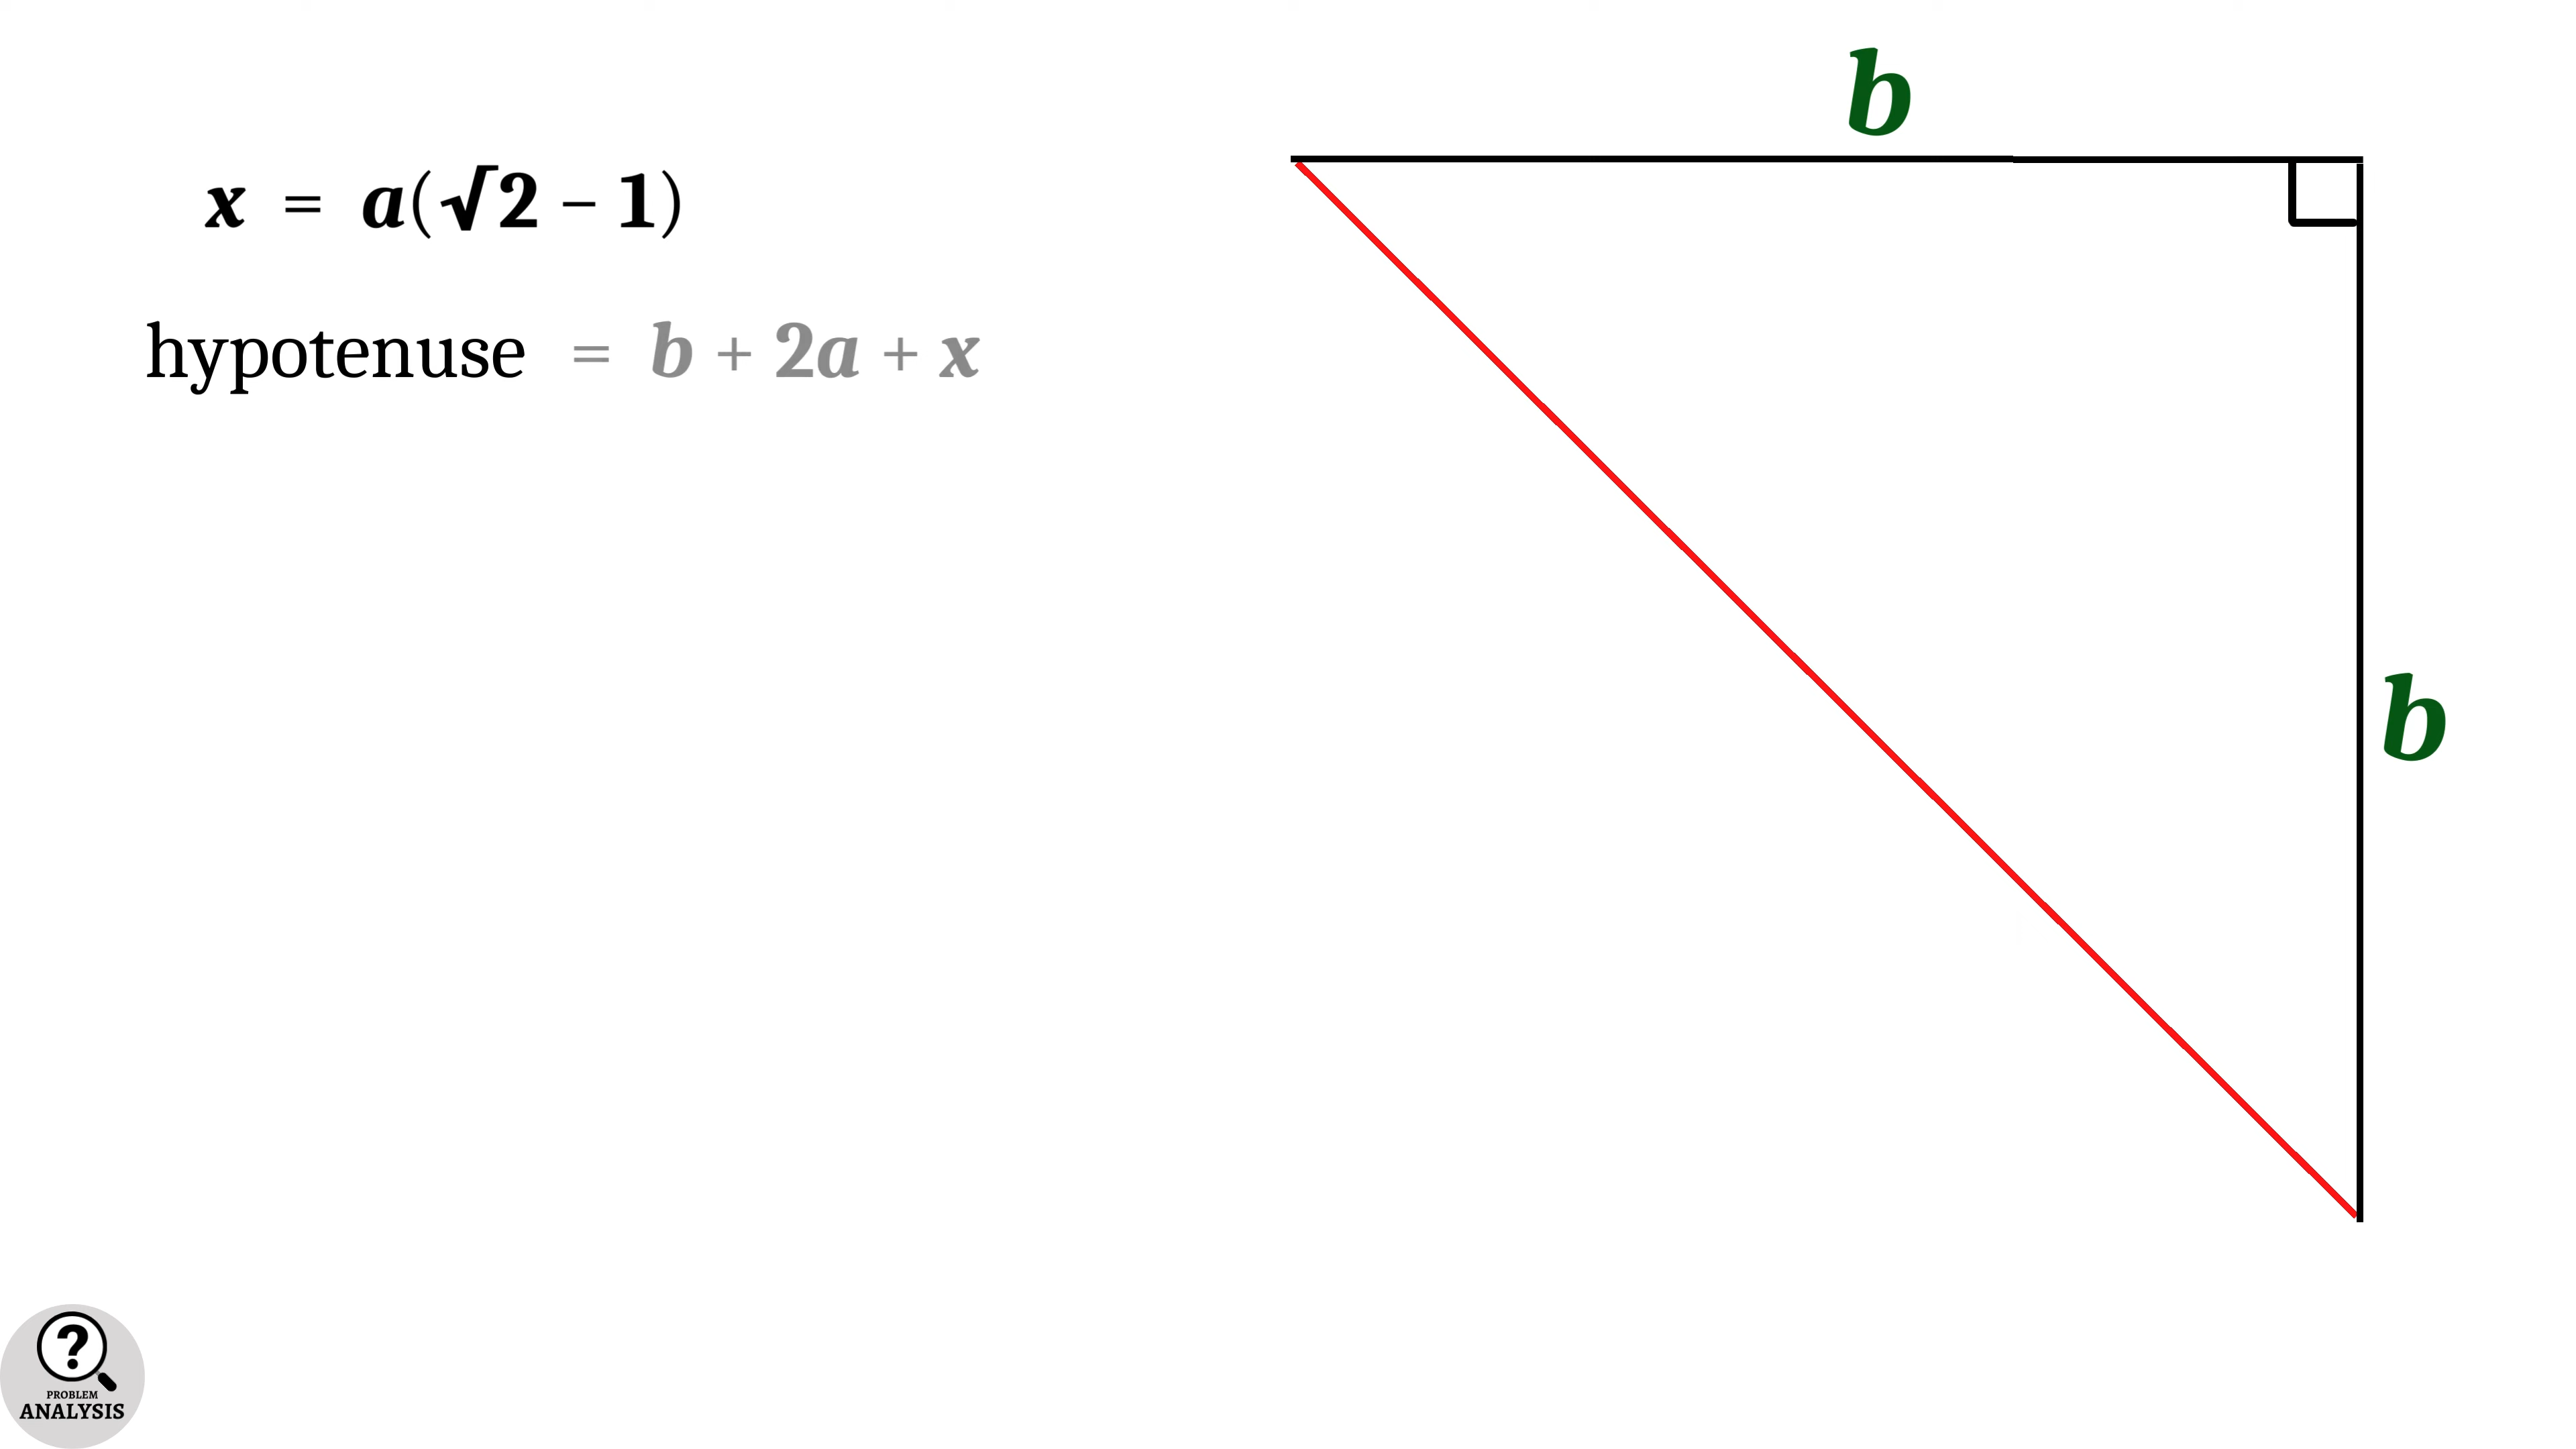 b
x = a(√2 − 1)
hypotenuse = b + 2a + x
b
?
PROBLEM
ANALYSIS